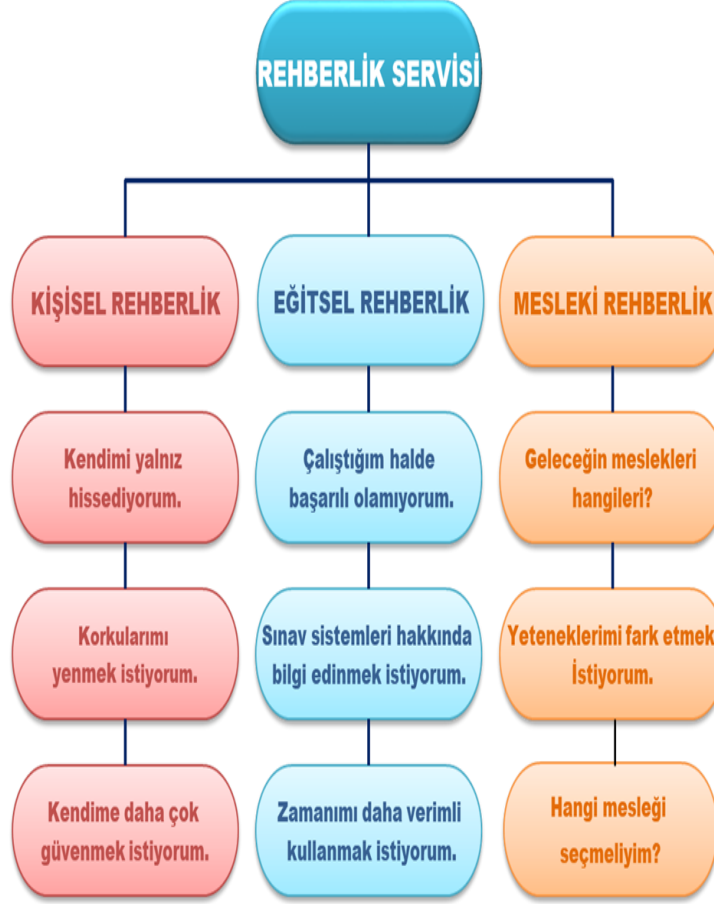 REHBERLİK SERVİSİ
KİŞİSEL REHBERLİK
EĞİTSEL REHBERLİK
MESLEKİ REHBERLİK
Kendimi yalnız
hissediyorum.
Çalıştığım halde
başarılı olamıyorum.
Geleceğin meslekleri
hangileri?
Korkularımı
yenmek istiyorum.
Sınav sistemleri hakkında
bilgi edinmek istiyorum.
Yeteneklerimi fark etmek
İstiyorum.
Kendime daha çok
güvenmek istiyorum.
Zamanımı daha verimli
kullanmak istiyorum.
Hangi mesleği
seçmeliyim?